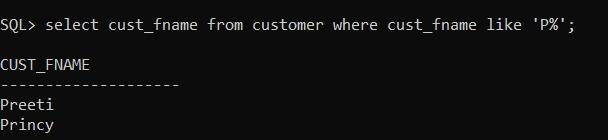 SQL> select cust_fname from customer where cust_fname like 'P%';
CUST_FNAME
--------------------
Preeti
Princy